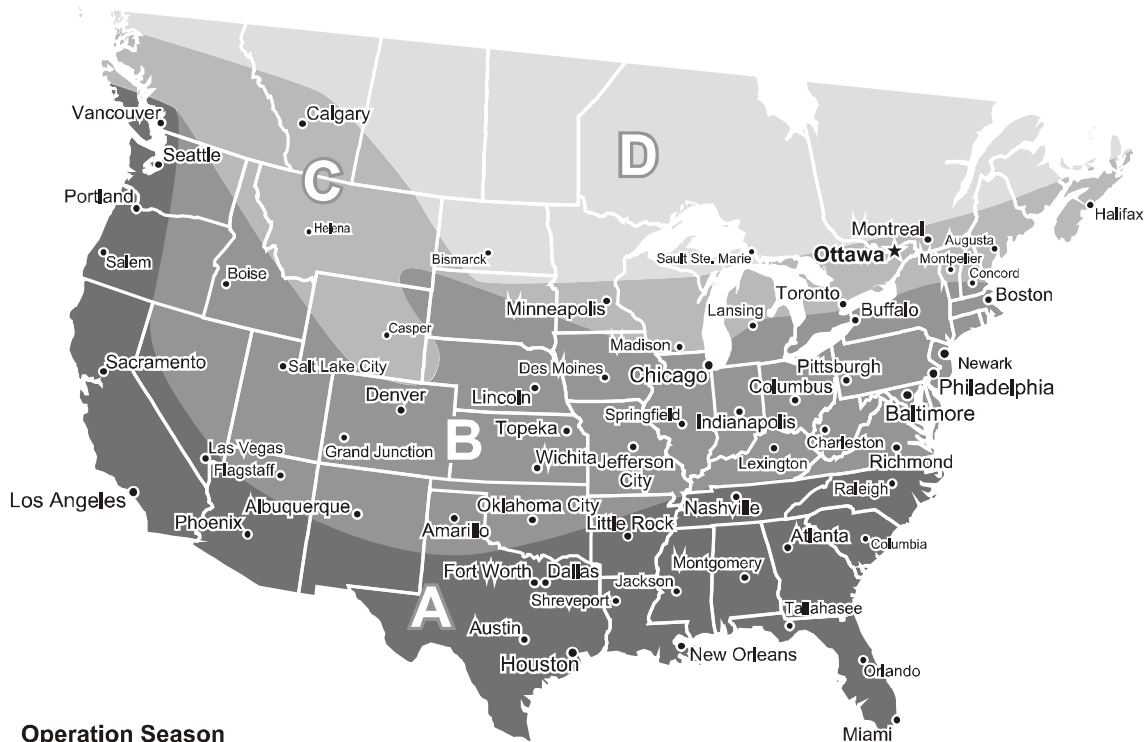 Vancouver
Calgary
Seattle
D
C
Portland
Halifax
Montreal
Helena
Augusta
Ottawa
Salem
Bismarck
Sault Ste. Marie
Montpelier
Boise
Concord
Toronto
Boston
Minneapolis
Lansing
Buffalo
Casper
Madison
Sacramento
Salt Lake City
Des Moines
Chicago
Pittsburgh
Newark
Columbus
Philadelphia
Denver
Lincoln
Springfield
Baltimore
Indianapolis
Topeka
B
Charleston
Las Vegas
Grand Junction
Wichita
Jefferson
City
Lexington
Richmond
Flagstaff
Raleigh
Los Angeles
Albuquerque
Oklahoma City
Nashville
Phoenix
Amarillo
Little Rock
Atlanta
Columbia
Montgomery
Fort Worth
Dallas
Jackson
Shreveport
A
Tallahasee
Austin
New Orleans
Houston
Orlando
Operation Season
Miami